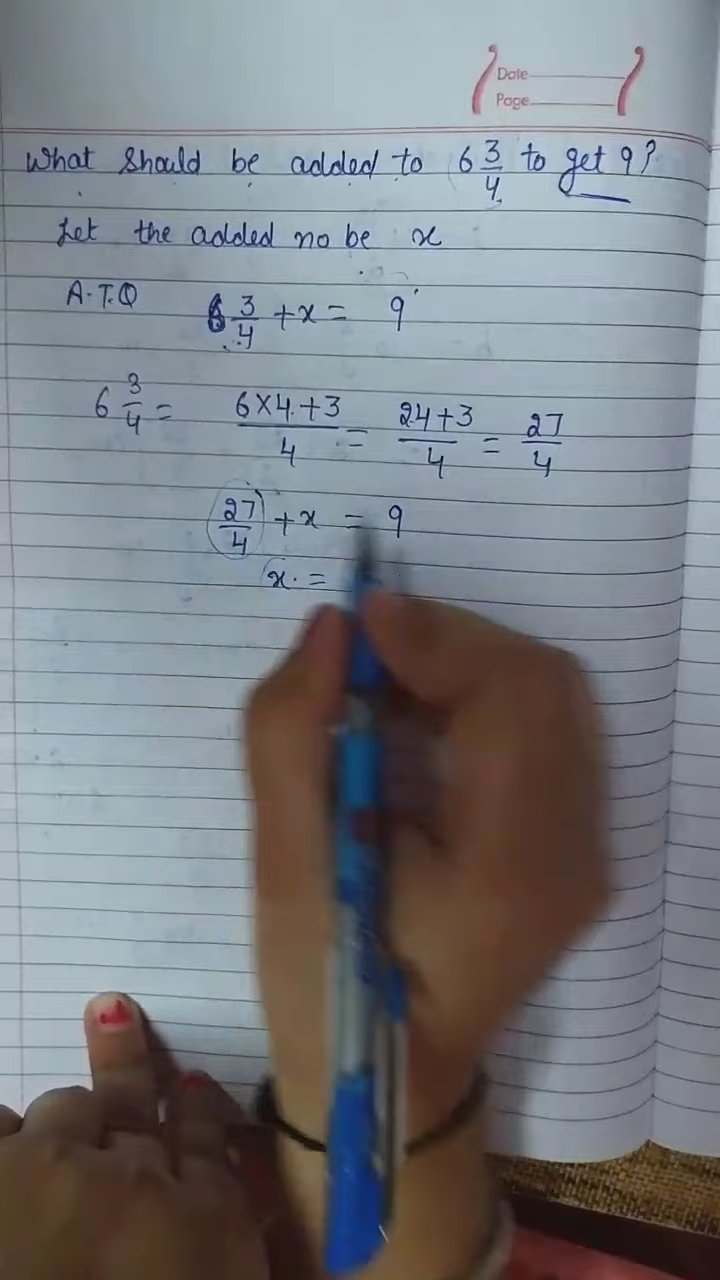 Date
Page
What should be added to 6 3/4 to get 9?
Let the added no be x
A.T.Q 6 3/4 + x = 9
6 3/4 = 6×4+3/4 = 24+3/4 = 27/4
27/4 + x = 9
x =